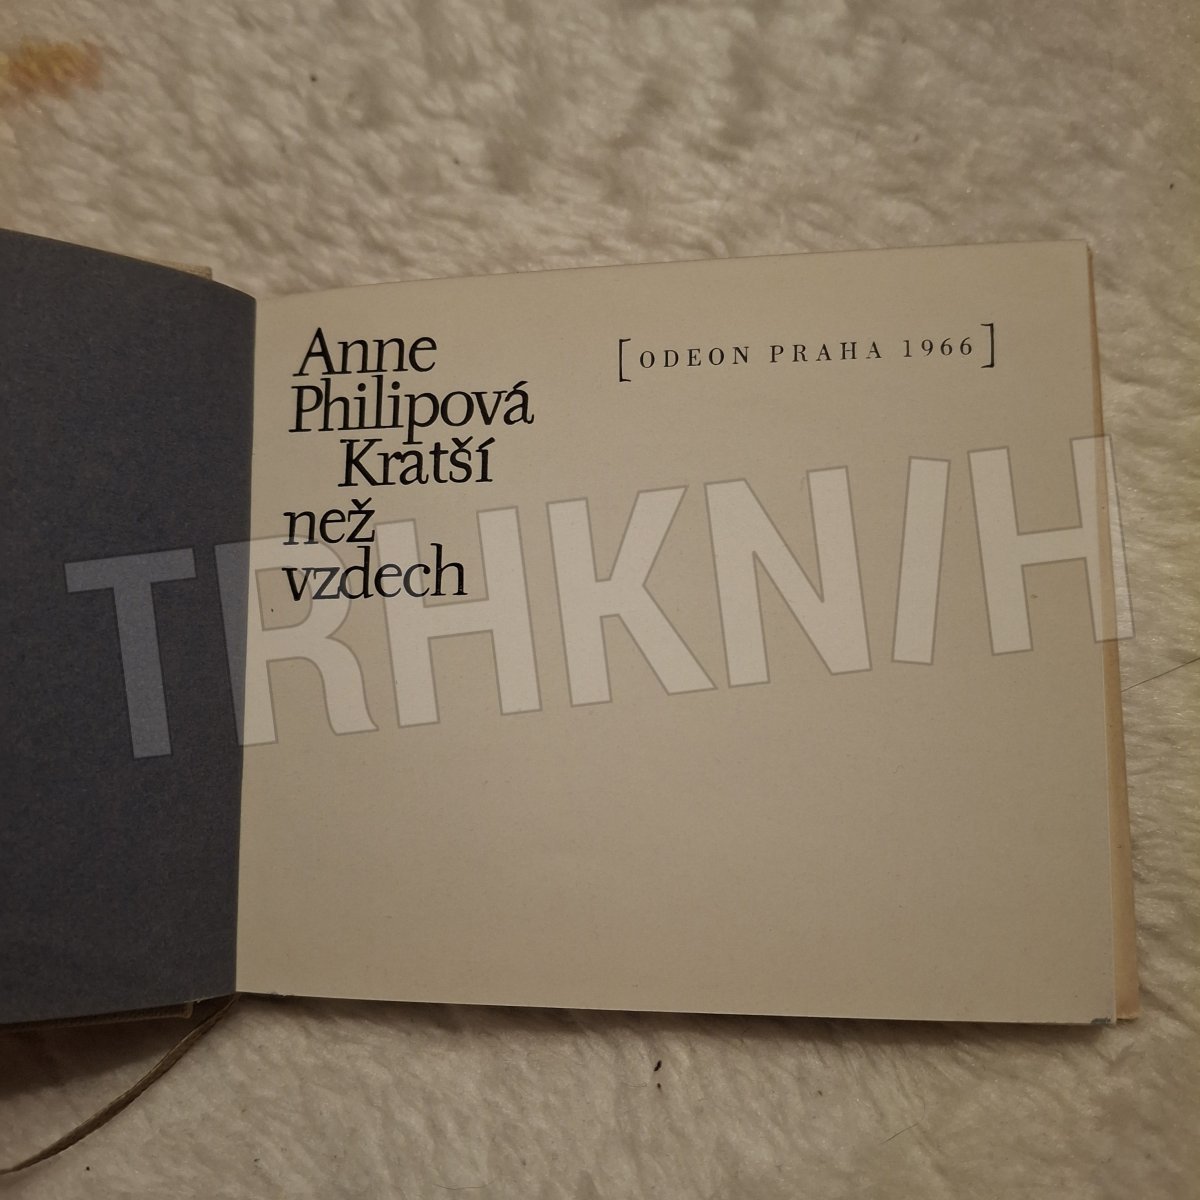 Anne
Philipová
Kratší
než
vzdech
[ODEON PRAHA 1966]
TRHKNIH